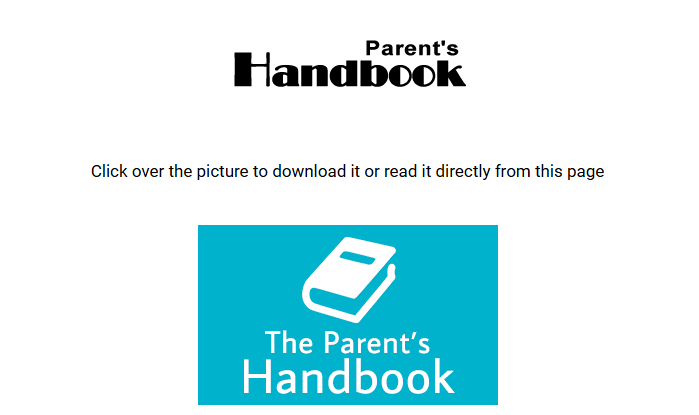 Parent's
Handbook
Click over the picture to download it or read it directly from this page
The Parent’s
Handbook